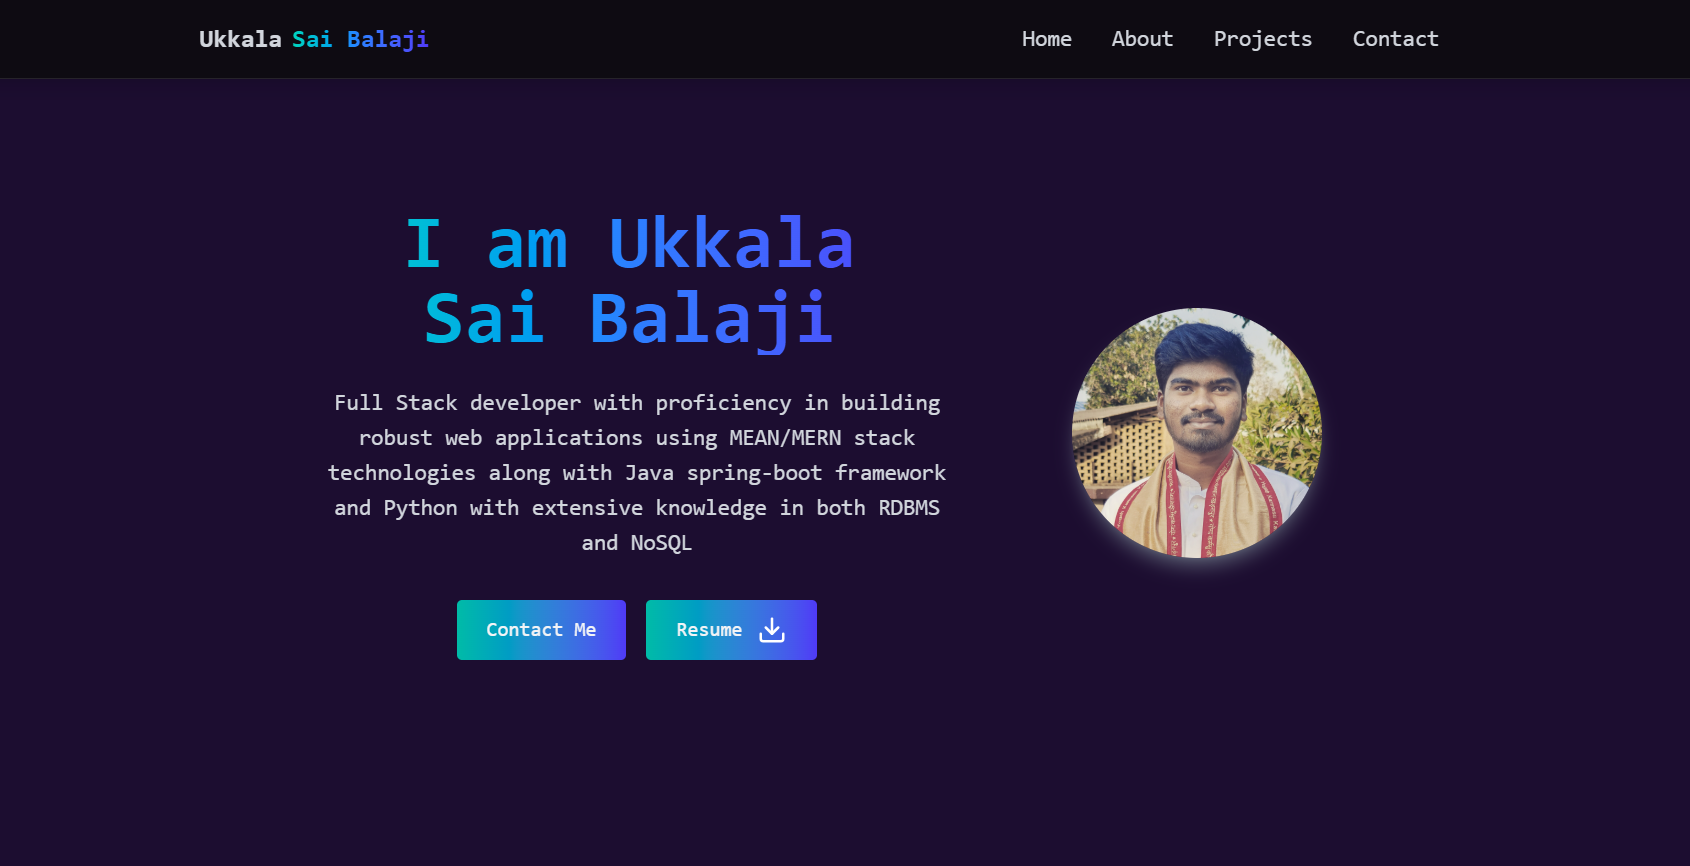 Ukkala Sai Balaji
Home About Projects Contact
I am Ukkala
Sai Balaji
Full Stack developer with proficiency in building
robust web applications using MEAN/MERN stack
technologies along with Java spring-boot framework
and Python with extensive knowledge in both RDBMS
and NoSQL
Contact Me
Resume